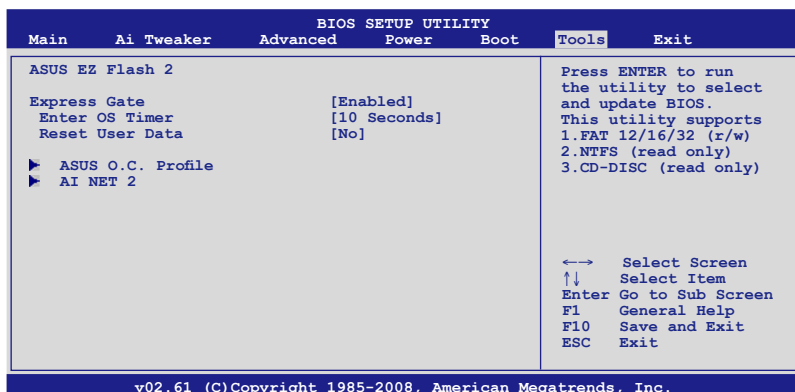 BIOS SETUP UTILITY
Main Ai Tweaker Advanced Power Boot Tools Exit
ASUS EZ Flash 2
Express Gate [Enabled]
Enter OS Timer [10 Seconds]
Reset User Data [No]
ASUS O.C. Profile
AI NET 2
Press ENTER to run
the utility to select
and update BIOS.
This utility supports
1.FAT 12/16/32 (r/w)
2.NTFS (read only)
3.CD-DISC (read only)
←→ Select Screen
↑↓ Select Item
Enter Go to Sub Screen
F1 General Help
F10 Save and Exit
ESC Exit
v02.61 (C)Copyright 1985-2008, American Megatrends, Inc.